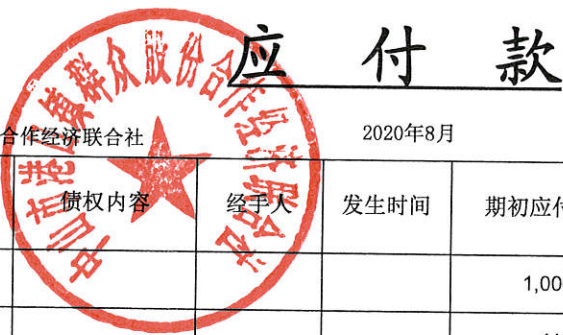 应付款
合作经济联合社 2020年8月
债权内容 经手人 发生时间 期初应付
1,00
中山市港口镇群众股份合作经济联合社